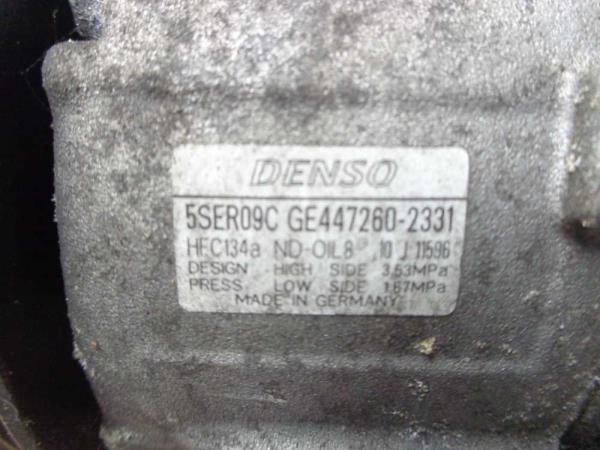 DENSO
5SER09C GE447260-2331
HFC134a ND-OIL8 10 J 11596
DESIGN HIGH SIDE 3.53MPa
PRESS LOW SIDE 1.67MPa
MADE IN GERMANY